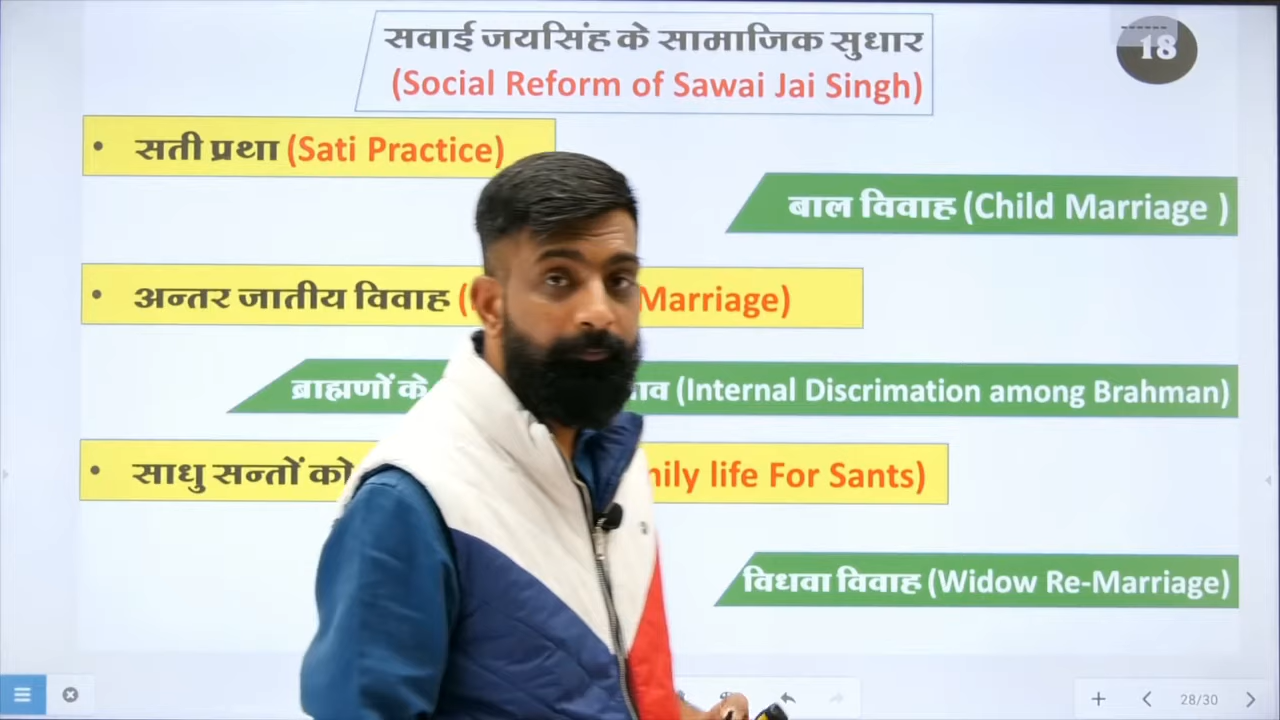 सवाई जयसिंह के सामाजिक सुधार
18
(Social Reform of Sawai Jai Singh)
• सती प्रथा (Sati Practice)
बाल विवाह (Child Marriage )
• अन्तर जातीय विवाह ( Marriage)
ब्राह्मणों के (Internal Discrimation among Brahman)
• साधु सन्तों को life For Sants)
विधवा विवाह (Widow Re-Marriage)
28/30